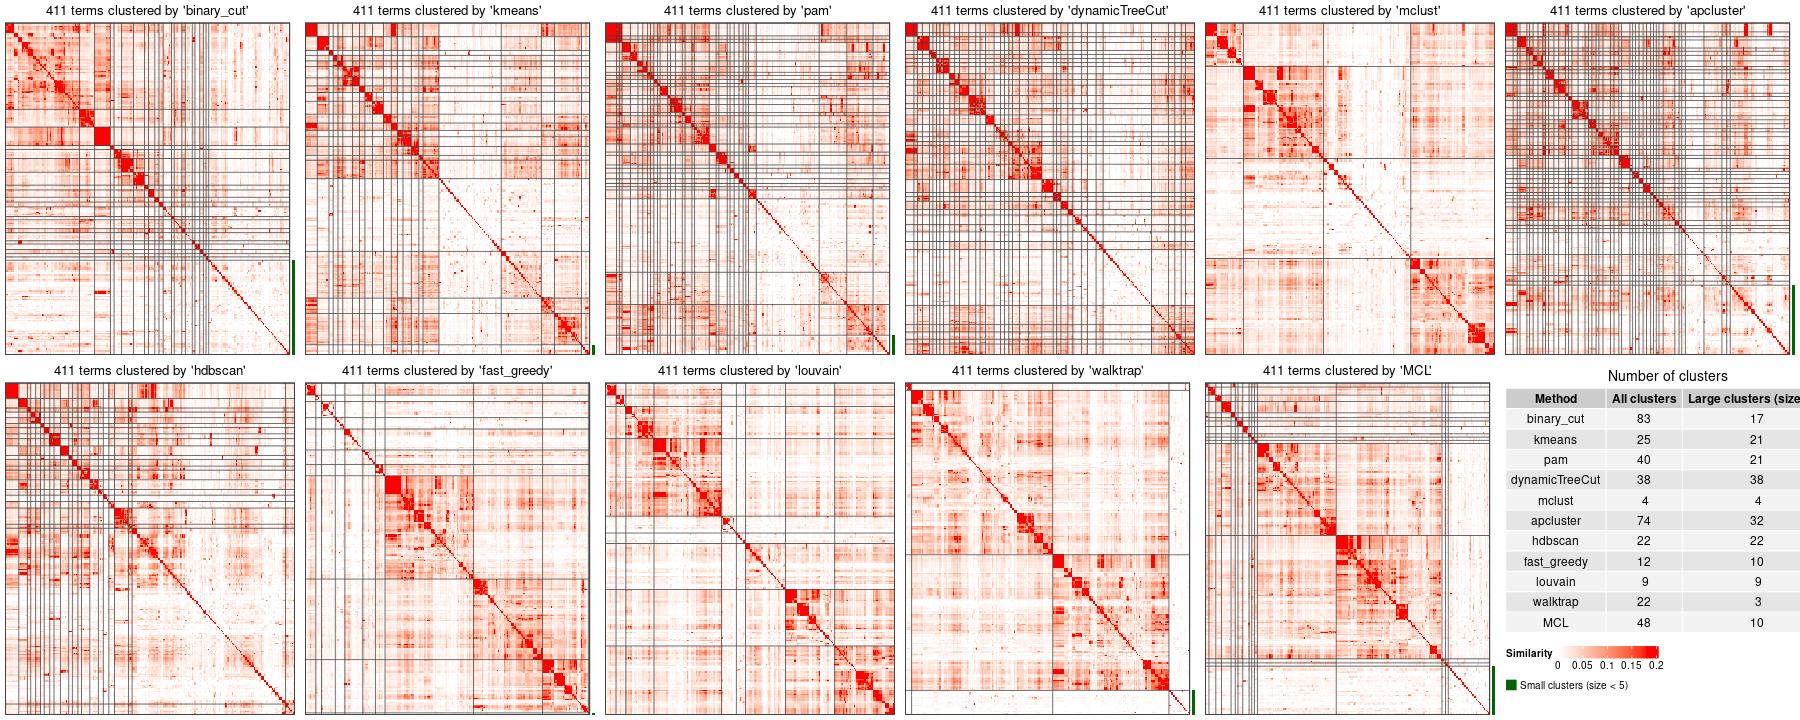 411 terms clustered by 'binary_cut'
411 terms clustered by 'kmeans'
411 terms clustered by 'pam'
411 terms clustered by 'dynamicTreeCut'
411 terms clustered by 'mclust'
411 terms clustered by 'apcluster'
411 terms clustered by 'hdbscan'
411 terms clustered by 'fast_greedy'
411 terms clustered by 'louvain'
411 terms clustered by 'walktrap'
411 terms clustered by 'MCL'
Number of clusters
Method All clusters Large clusters (size
binary_cut 83 17
kmeans 25 21
pam 40 21
dynamicTreeCut 38 38
mclust 4 4
apcluster 74 32
hdbscan 22 22
fast_greedy 12 10
louvain 9 9
walktrap 22 3
MCL 48 10
Similarity
0 0.05 0.1 0.15 0.2
Small clusters (size < 5)